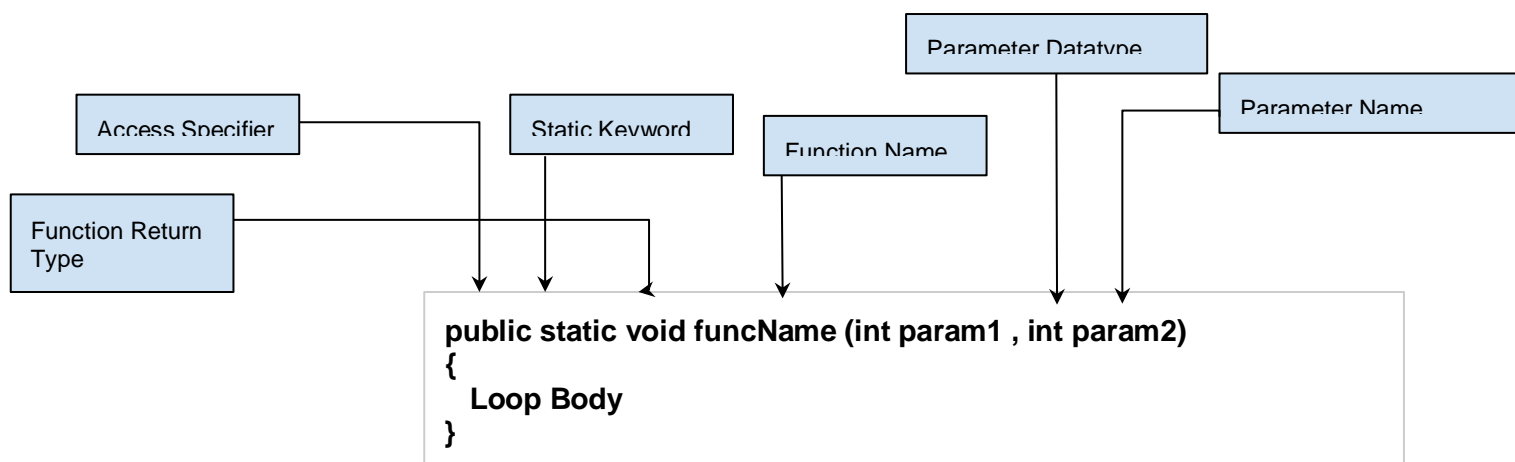 Parameter Datatype
Parameter Name
Access Specifier
Static Keyword
Function Name
Function Return
Type
public static void funcName (int param1 , int param2)
{
Loop Body
}